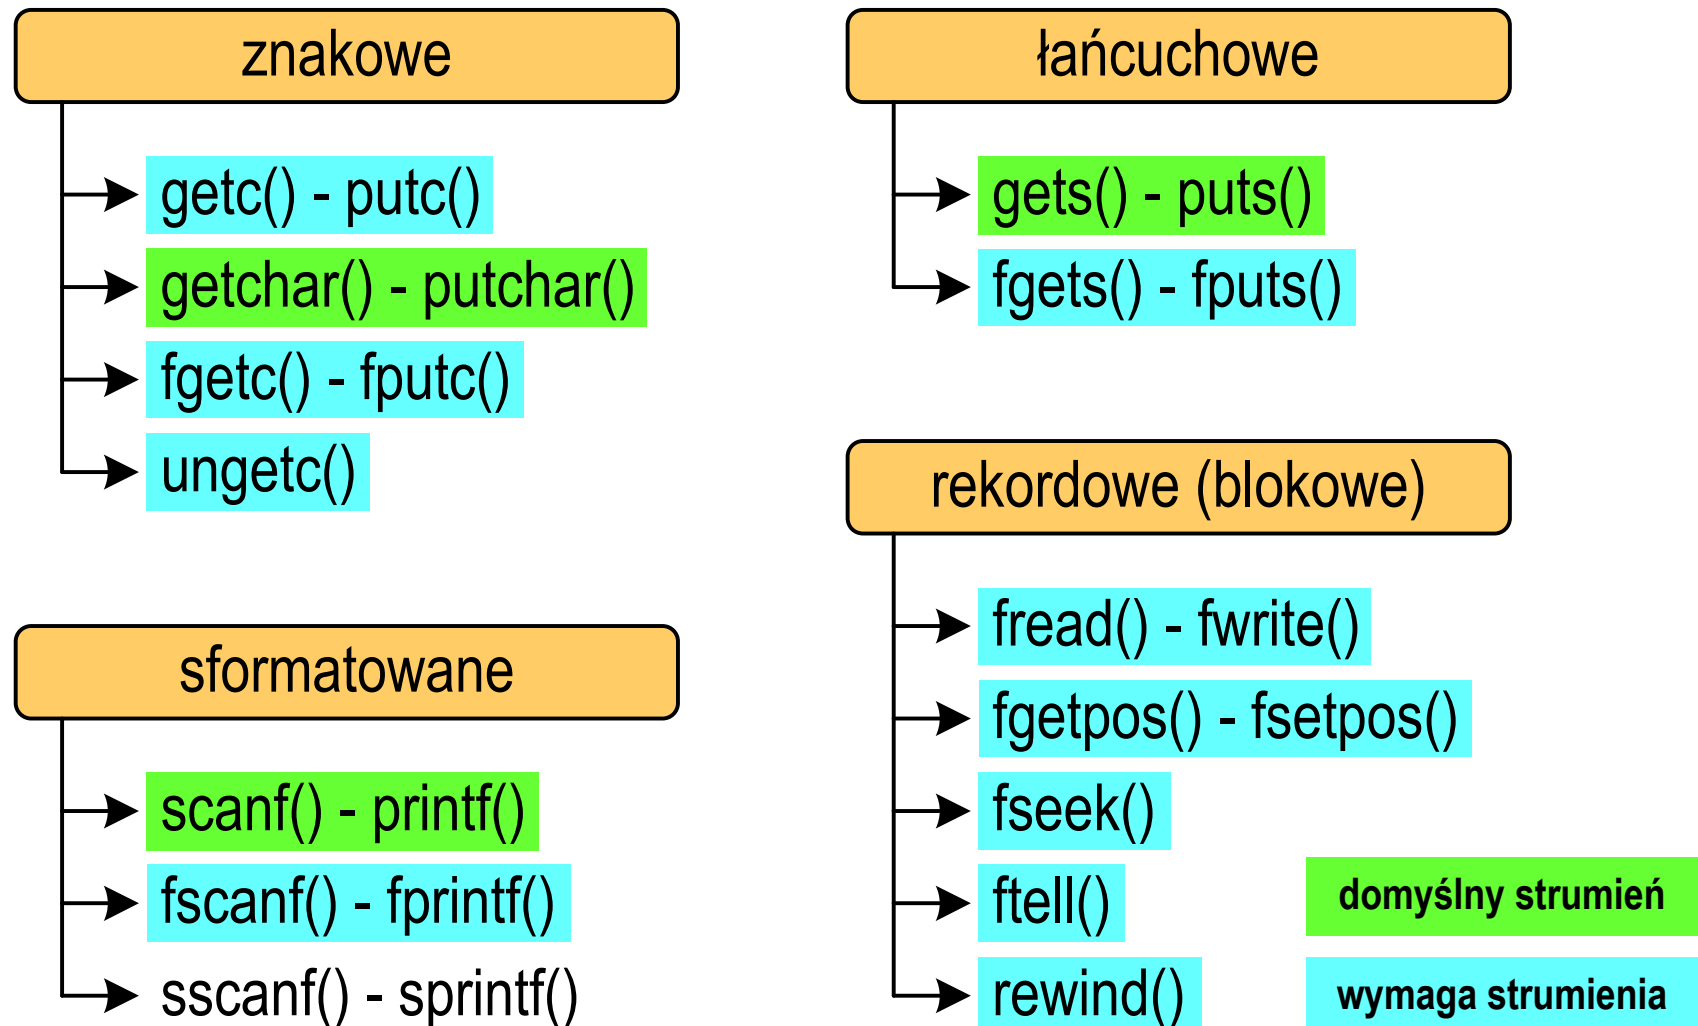 znakowe
getc() - putc()
getchar() - putchar()
fgetc() - fputc()
ungetc()
sformatowane
scanf() - printf()
fscanf() - fprintf()
sscanf() - sprintf()
łańcuchowe
gets() - puts()
fgets() - fputs()
rekordowe (blokowe)
fread() - fwrite()
fgetpos() - fsetpos()
fseek()
ftell()
rewind()
domyślny strumień
wymaga strumienia